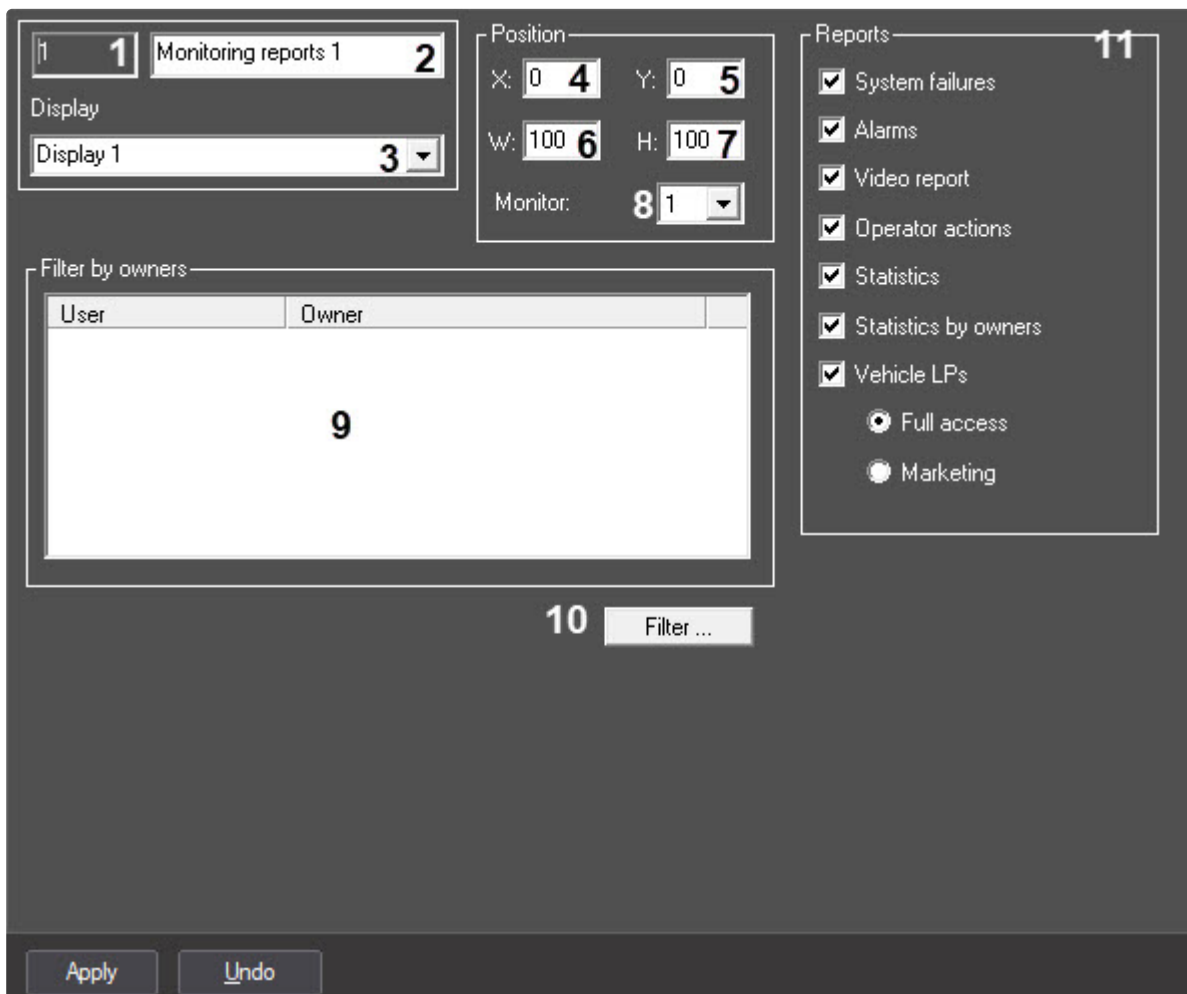 1 1 Monitoring reports 1 2
Display
Display 1 3
Position
X: 0 4 Y: 0 5
W: 100 6 H: 100 7
Monitor: 8 1
Reports 11
System failures
Alarms
Video report
Operator actions
Statistics
Statistics by owners
Vehicle LPs
Full access
Marketing
Filter by owners
User Owner
9
10 Filter ...
Apply Undo